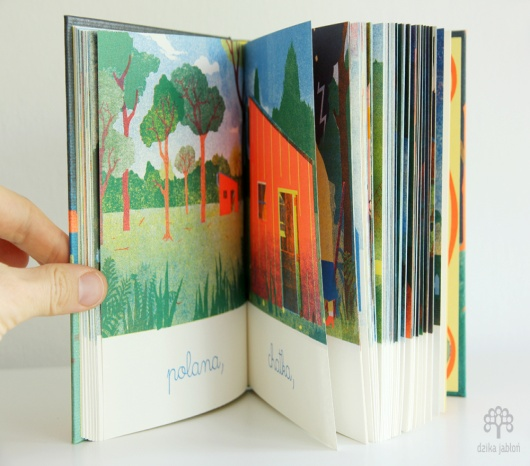 polana,
chatka,
dzika jabłoń